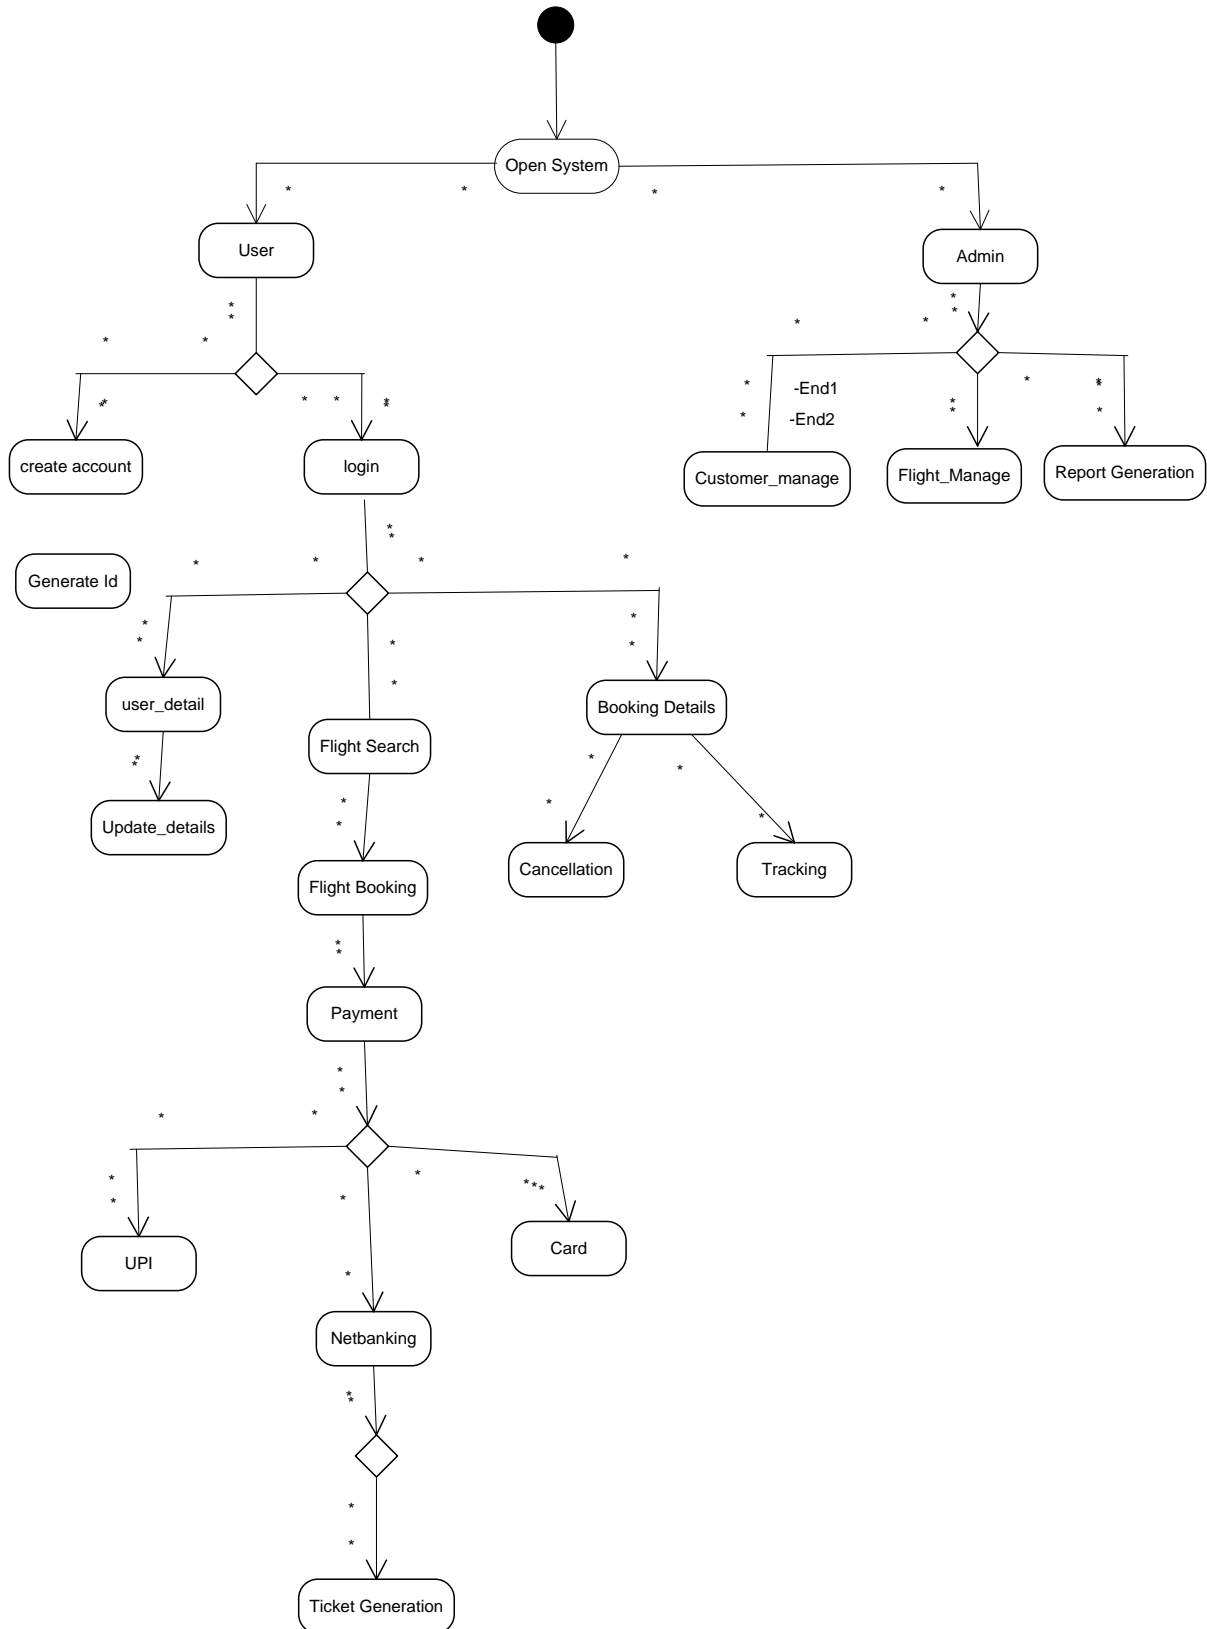 Open System
User
Admin
-End1
-End2
create account
login
Customer_manage
Flight_Manage
Report Generation
Generate Id
user_detail
Booking Details
Flight Search
Update_details
Cancellation
Tracking
Flight Booking
Payment
UPI
Card
Netbanking
Ticket Generation